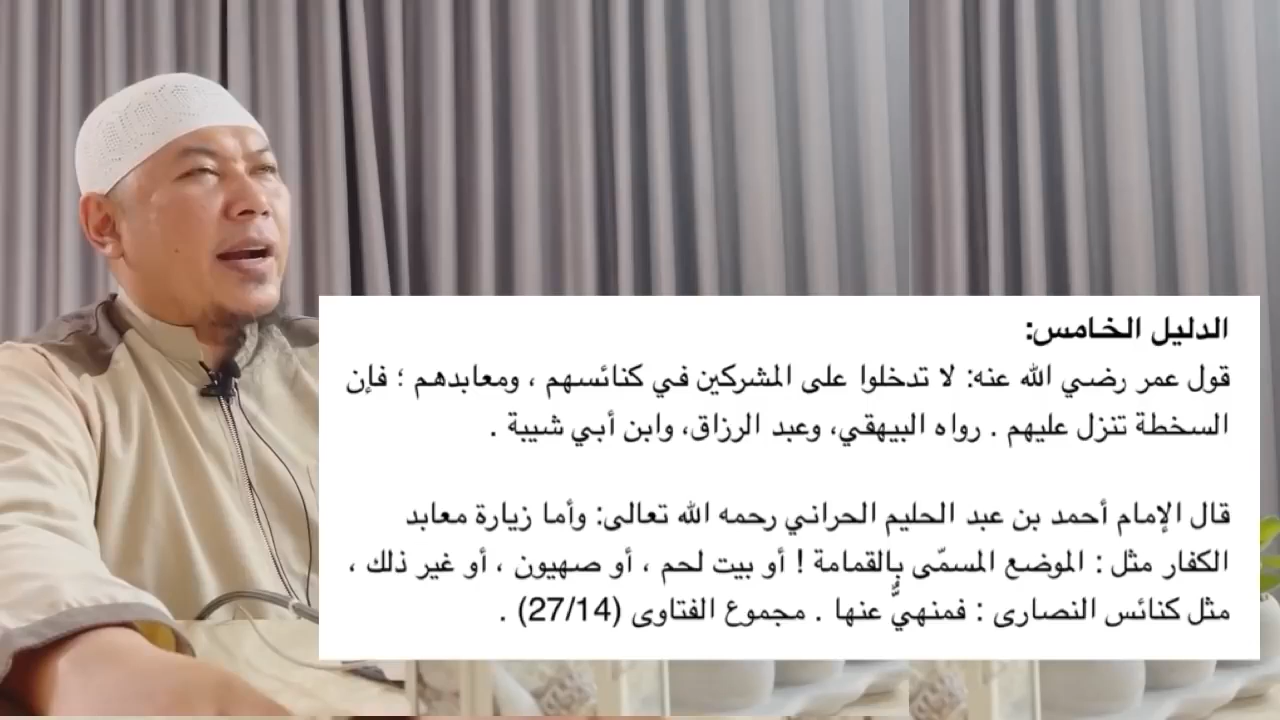 الدليل الخامس:
قول عمر رضي الله عنه: لا تدخلوا على المشركين في كنائسهم ، ومعابدهم ؛ فإن
السخطة تنزل عليهم . رواه البيهقي، وعبد الرزاق، وابن أبي شيبة .
قال الإمام أحمد بن عبد الحليم الحراني رحمه الله تعالى: وأما زيارة معابد
الكفار مثل : الموضع المسمّى بالقمامة ! أو بيت لحم ، أو صهيون ، أو غير ذلك ،
مثل كنائس النصارى : فمنهيٌّ عنها . مجموع الفتاوى (27/14) .